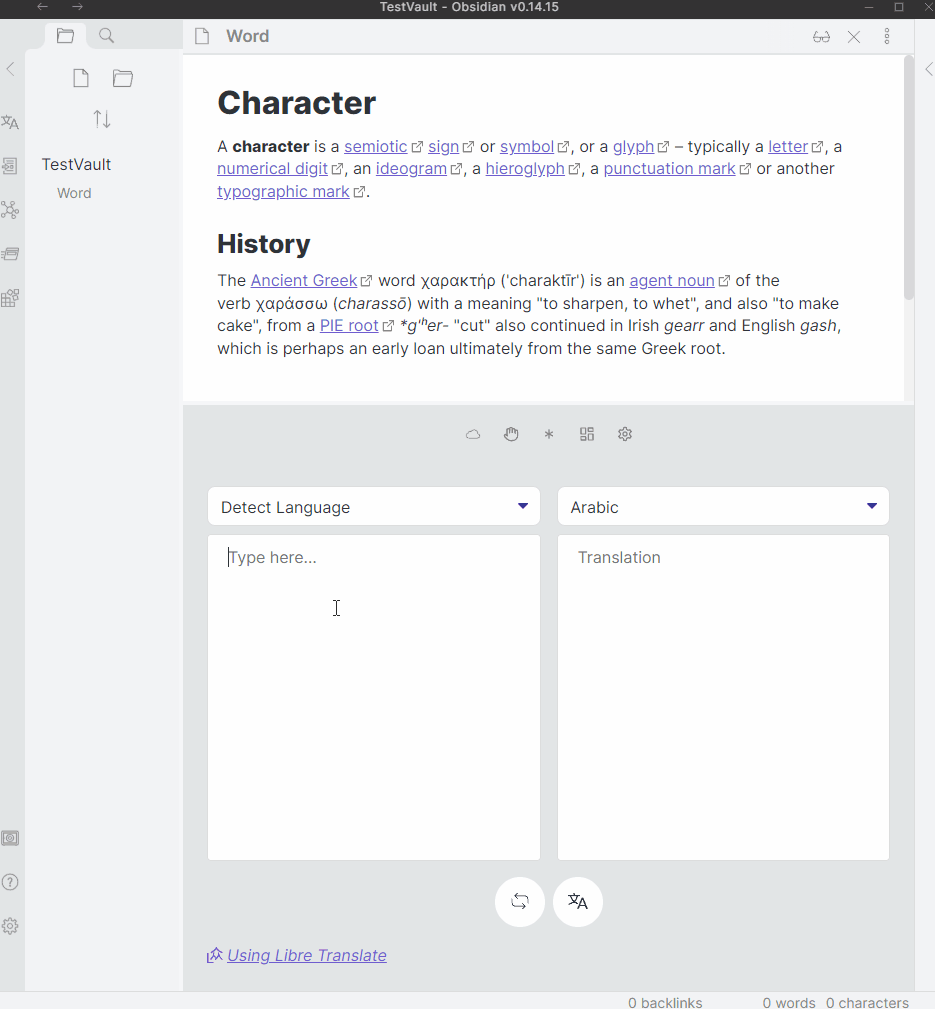 TestVault - Obsidian v0.14.15
Word
TestVault
Word
Character
A character is a semiotic sign or symbol, or a glyph – typically a letter, a
numerical digit, an ideogram, a hieroglyph, a punctuation mark or another
typographic mark.
History
The Ancient Greek word χαρακτήρ ('charaktīr') is an agent noun of the
verb χαράσσω (charassō) with a meaning "to sharpen, to whet", and also "to make
cake", from a PIE root *gʷʰer- "cut" also continued in Irish gearr and English gash,
which is perhaps an early loan ultimately from the same Greek root.
Detect Language
Arabic
Type here...
Translation
Using Libre Translate
0 backlinks 0 words 0 characters